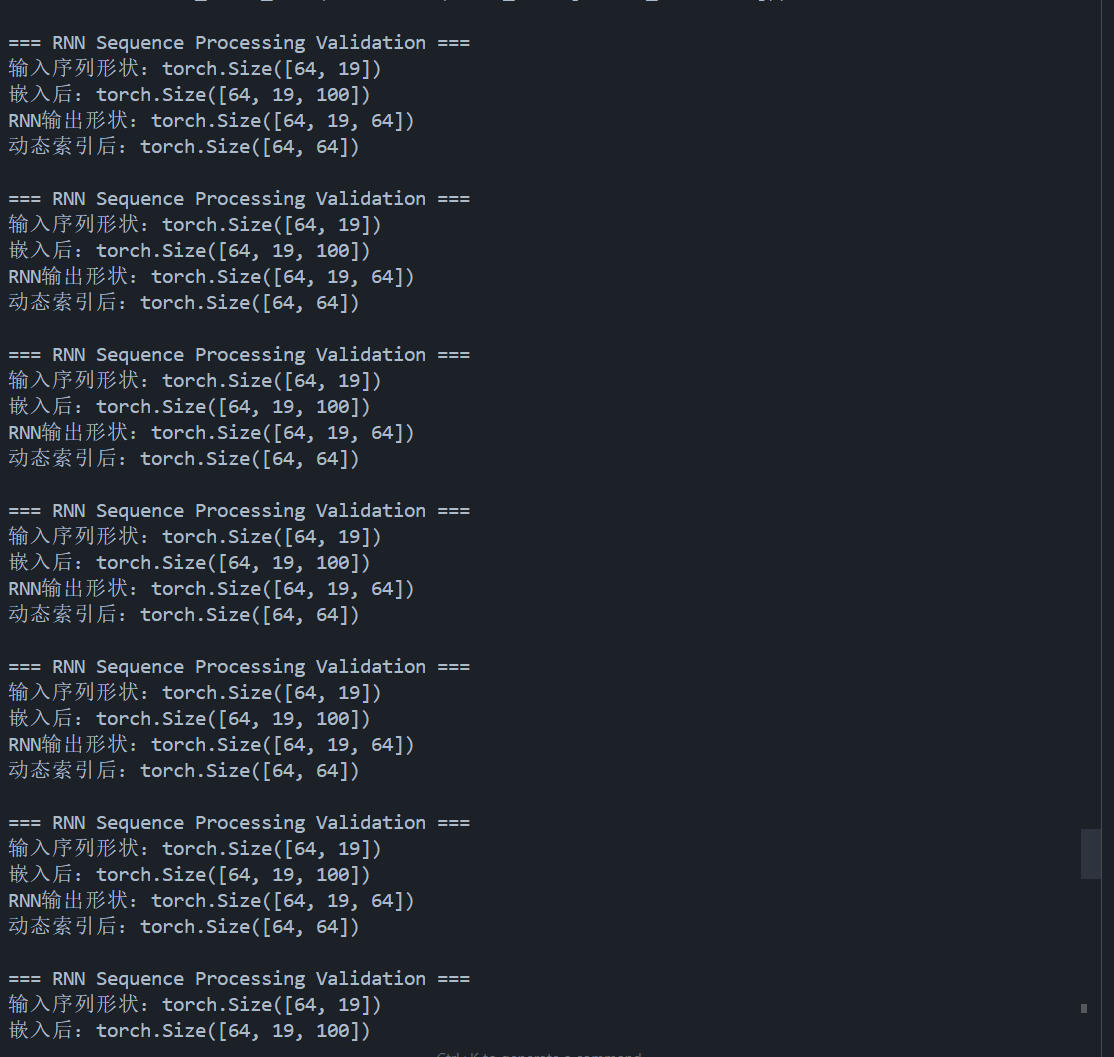 === RNN Sequence Processing Validation ===
输入序列形状：torch.Size([64, 19])
嵌入后：torch.Size([64, 19, 100])
RNN输出形状：torch.Size([64, 19, 64])
动态索引后：torch.Size([64, 64])
=== RNN Sequence Processing Validation ===
输入序列形状：torch.Size([64, 19])
嵌入后：torch.Size([64, 19, 100])
RNN输出形状：torch.Size([64, 19, 64])
动态索引后：torch.Size([64, 64])
=== RNN Sequence Processing Validation ===
输入序列形状：torch.Size([64, 19])
嵌入后：torch.Size([64, 19, 100])
RNN输出形状：torch.Size([64, 19, 64])
动态索引后：torch.Size([64, 64])
=== RNN Sequence Processing Validation ===
输入序列形状：torch.Size([64, 19])
嵌入后：torch.Size([64, 19, 100])
RNN输出形状：torch.Size([64, 19, 64])
动态索引后：torch.Size([64, 64])
=== RNN Sequence Processing Validation ===
输入序列形状：torch.Size([64, 19])
嵌入后：torch.Size([64, 19, 100])
RNN输出形状：torch.Size([64, 19, 64])
动态索引后：torch.Size([64, 64])
=== RNN Sequence Processing Validation ===
输入序列形状：torch.Size([64, 19])
嵌入后：torch.Size([64, 19, 100])
RNN输出形状：torch.Size([64, 19, 64])
动态索引后：torch.Size([64, 64])
=== RNN Sequence Processing Validation ===
输入序列形状：torch.Size([64, 19])
嵌入后：torch.Size([64, 19, 100])